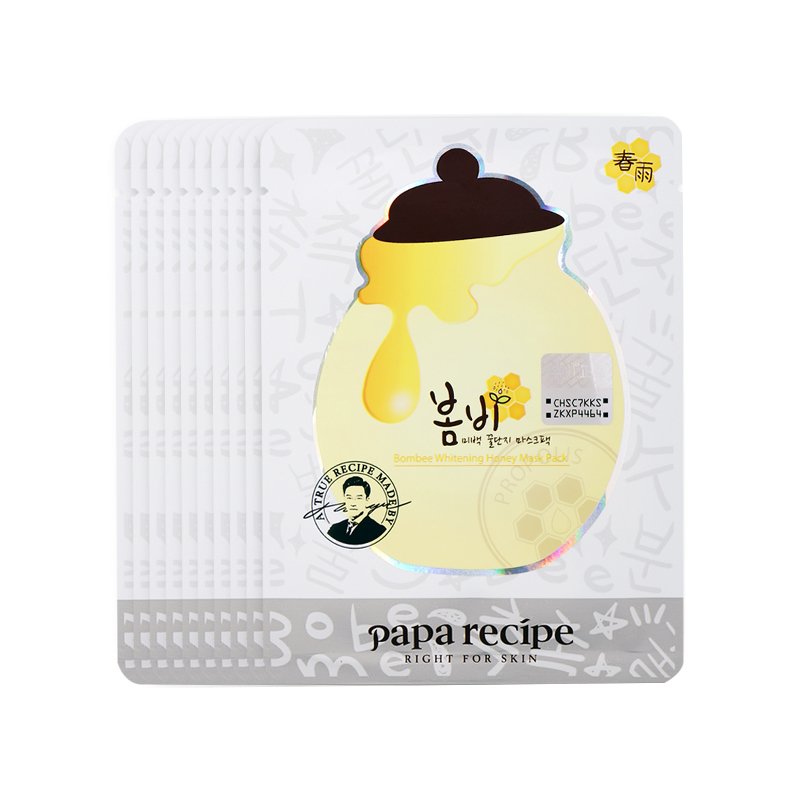 春雨
봄비
미백 꿀단지 마스크팩
Bombee Whitening Honey Mask Pack
CHSC7KKS
ZKXP4464
PROPOLIS
A TRUE RECIPE MADE BY
papa recipe
RIGHT FOR SKIN